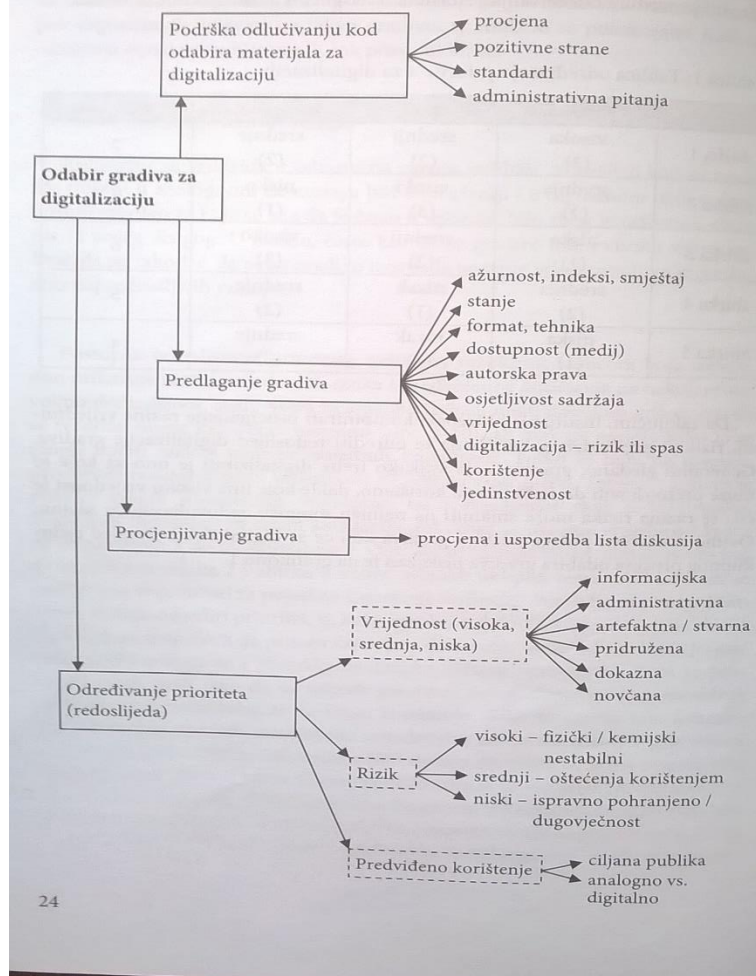 Podrška odlučivanju kod
odabira materijala za
digitalizaciju
procjena
pozitivne strane
standardi
administrativna pitanja
Odabir gradiva za
digitalizaciju
Predlaganje gradiva
ažurnost, indeksi, smještaj
stanje
format, tehnika
dostupnost (medij)
autorska prava
osjetljivost sadržaja
vrijednost
digitalizacija – rizik ili spas
korištenje
jedinstvenost
Procjenjivanje gradiva
procjena i usporedba lista diskusija
Određivanje prioriteta
(redoslijeda)
Vrijednost (visoka,
srednja, niska)
informacijska
administrativna
artefaktna / stvarna
pridružena
dokazna
novčana
Rizik
visoki – fizički / kemijski
nestabilni
srednji – oštećenja korištenjem
niski – ispravno pohranjeno /
dugovječnost
Predviđeno korištenje
ciljana publika
analogno vs.
digitalno
24